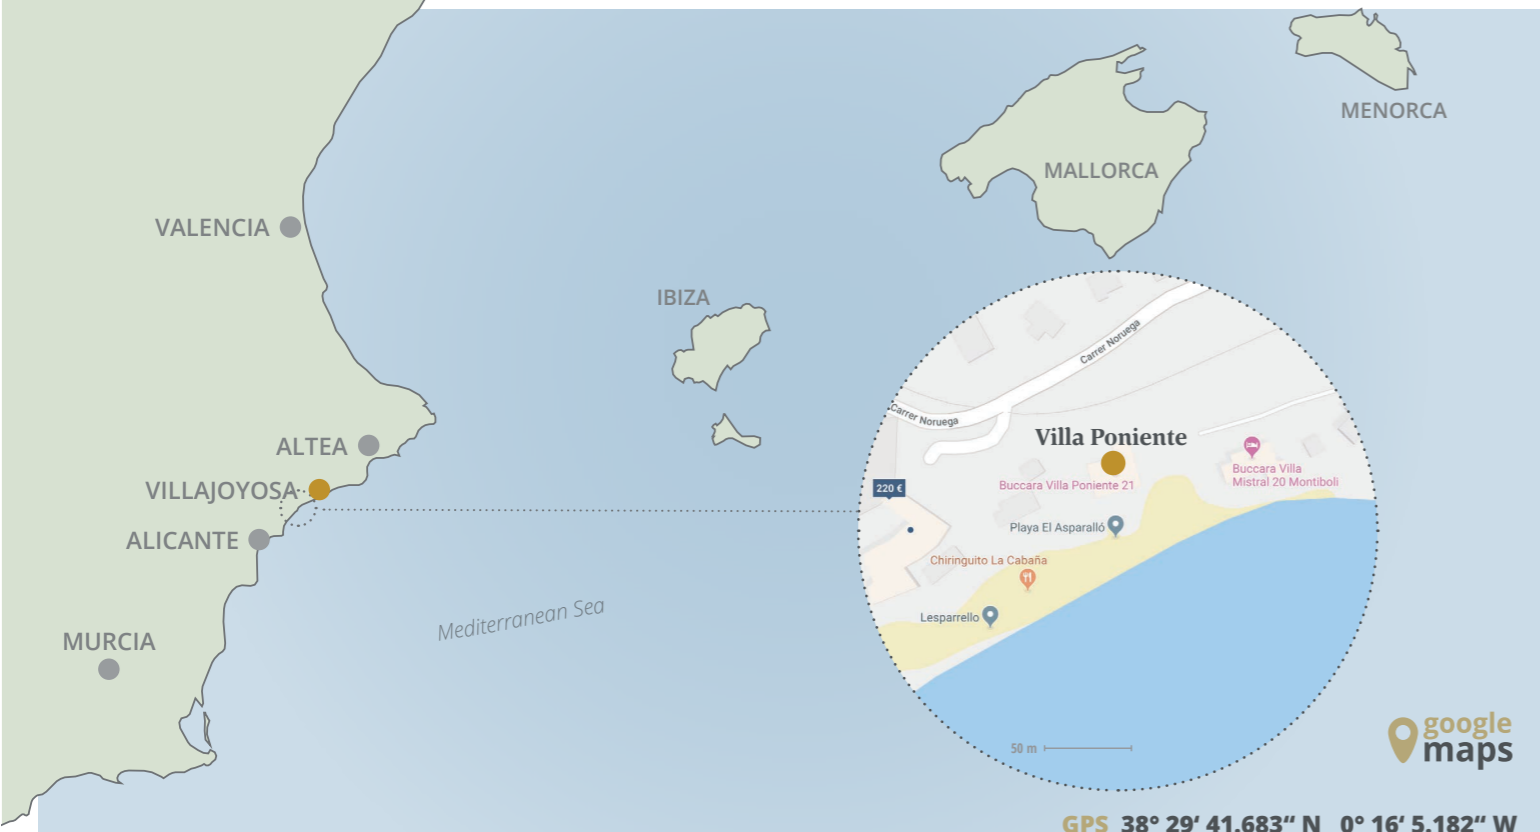 MENORCA
MALLORCA
VALENCIA
IBIZA
Carrer Noruega
Carrer Noruega
Villa Poniente
ALTEA
Buccara Villa
Mistral 20 Montiboli
VILLAJOYOSA
220 €
Buccara Villa Poniente 21
Playa El Asparalló
ALICANTE
Chiringuito La Cabaña
Mediterranean Sea
Lesparrello
MURCIA
50 m
google
maps
GPS 38° 29‘ 41.683“ N 0° 16‘ 5.182“ W